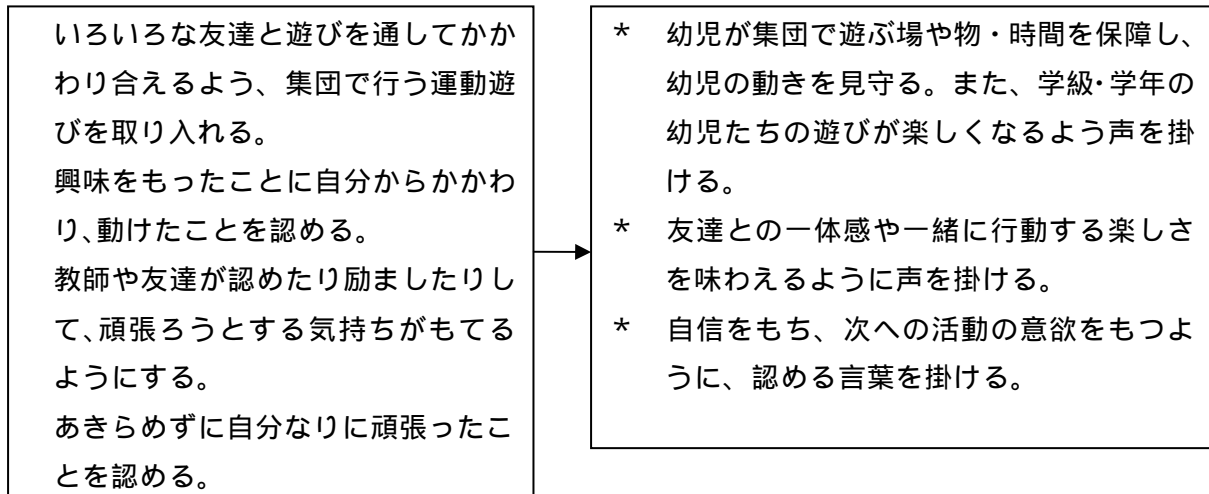 いろいろな友達と遊びを通してかか
わり合えるよう、集団で行う運動遊
びを取り入れる。
興味をもったことに自分からかかわ
り、動けたことを認める。
教師や友達が認めたり励ましたりし
て、頑張ろうとする気持ちがもてる
ようにする。
あきらめずに自分なりに頑張ったこ
とを認める。
* 幼児が集団で遊ぶ場や物・時間を保障し、
幼児の動きを見守る。また、学級・学年の
幼児たちの遊びが楽しくなるよう声を掛
ける。
* 友達との一体感や一緒に行動する楽しさ
を味わえるように声を掛ける。
* 自信をもち、次への活動の意欲をもつよ
うに、認める言葉を掛ける。